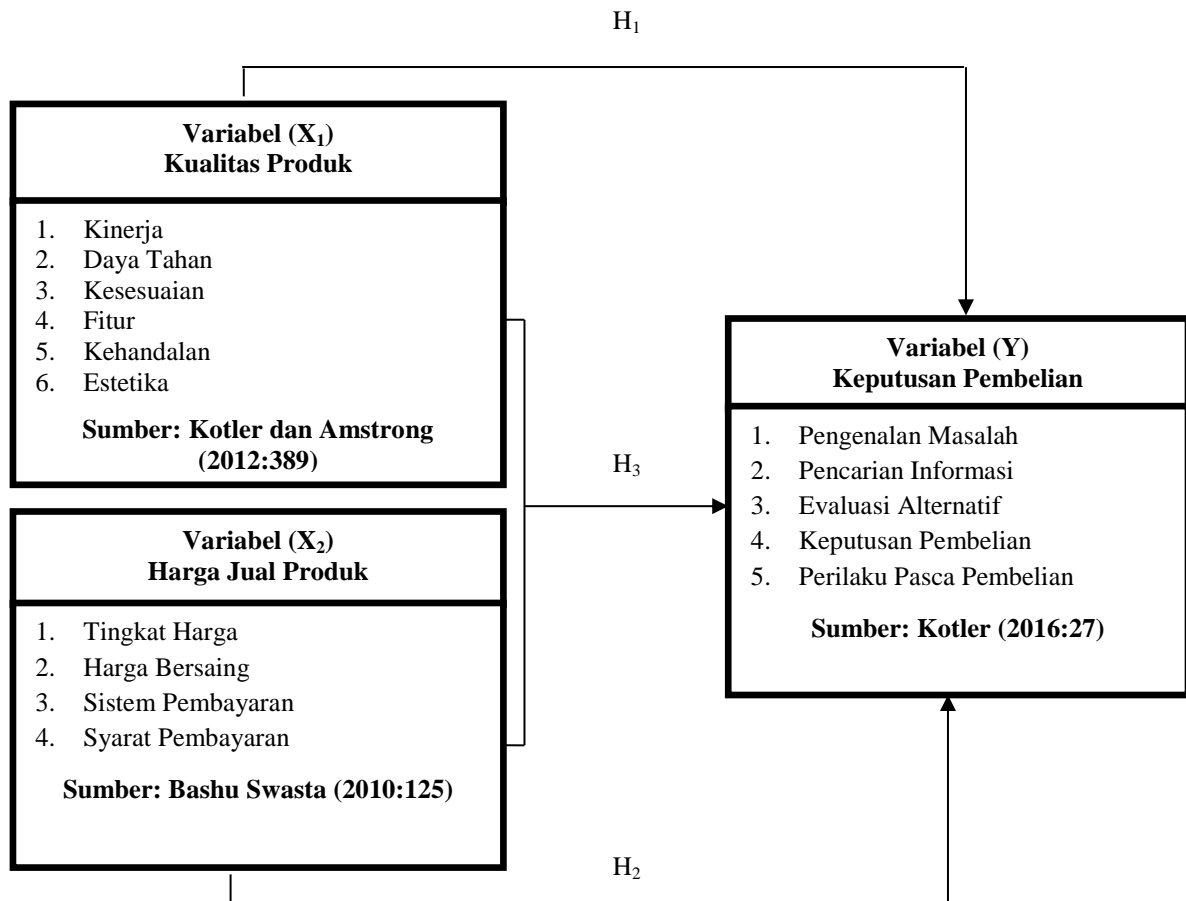 H₁
Variabel (X₁)
Kualitas Produk
1. Kinerja
2. Daya Tahan
3. Kesesuaian
4. Fitur
5. Kehandalan
6. Estetika
Sumber: Kotler dan Amstrong
(2012:389)
H₃
Variabel (X₂)
Harga Jual Produk
1. Tingkat Harga
2. Harga Bersaing
3. Sistem Pembayaran
4. Syarat Pembayaran
Sumber: Bashu Swasta (2010:125)
H₂
Variabel (Y)
Keputusan Pembelian
1. Pengenalan Masalah
2. Pencarian Informasi
3. Evaluasi Alternatif
4. Keputusan Pembelian
5. Perilaku Pasca Pembelian
Sumber: Kotler (2016:27)